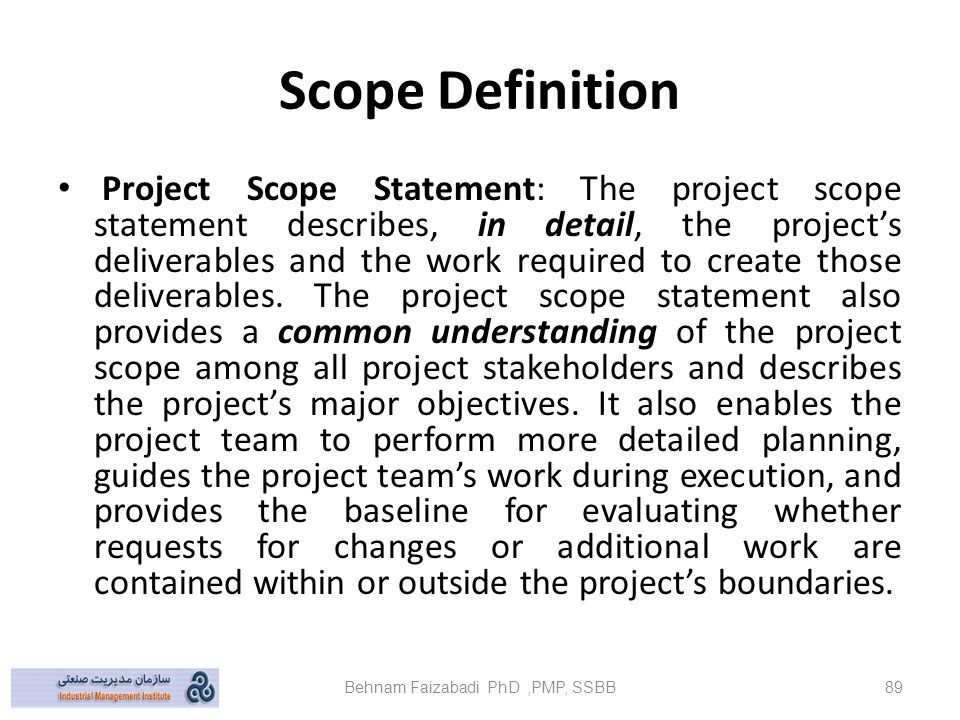 Scope Definition
• Project Scope Statement: The project scope
statement describes, in detail, the project’s
deliverables and the work required to create those
deliverables. The project scope statement also
provides a common understanding of the project
scope among all project stakeholders and describes
the project’s major objectives. It also enables the
project team to perform more detailed planning,
guides the project team’s work during execution, and
provides the baseline for evaluating whether
requests for changes or additional work are
contained within or outside the project’s boundaries.
سازمان مدیریت صنعتی
Industrial Management Institute
Behnam Faizabadi PhD ,PMP, SSBB
89